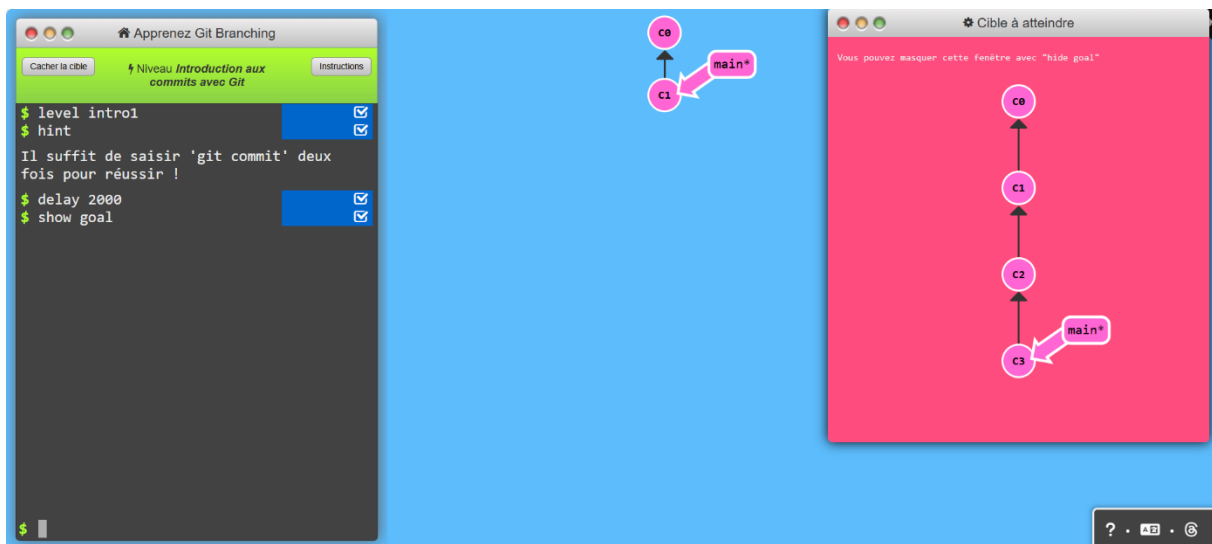 Apprenez Git Branching
Cacher la cible
Niveau Introduction aux
commits avec Git
Instructions
$ level intro1
$ hint
Il suffit de saisir 'git commit' deux
fois pour réussir !
$ delay 2000
$ show goal
$
c0
main*
c1
Cible à atteindre
Vous pouvez masquer cette fenêtre avec "hide goal"
c0
c1
c2
main*
c3
? · A ·